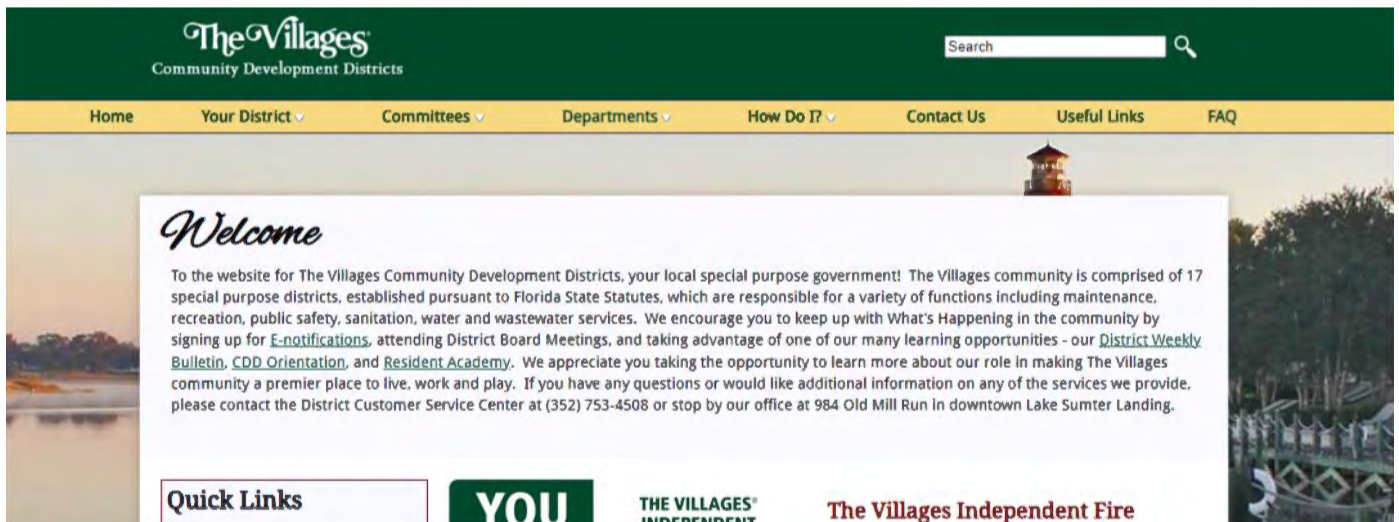 The Villages®
Community Development Districts
Search
Home Your District Committees Departments How Do I? Contact Us Useful Links FAQ
Welcome
To the website for The Villages Community Development Districts, your local special purpose government! The Villages community is comprised of 17
special purpose districts, established pursuant to Florida State Statutes, which are responsible for a variety of functions including maintenance,
recreation, public safety, sanitation, water and wastewater services. We encourage you to keep up with What's Happening in the community by
signing up for E-notifications, attending District Board Meetings, and taking advantage of one of our many learning opportunities - our District Weekly
Bulletin, CDD Orientation, and Resident Academy. We appreciate you taking the opportunity to learn more about our role in making The Villages
community a premier place to live, work and play. If you have any questions or would like additional information on any of the services we provide,
please contact the District Customer Service Center at (352) 753-4508 or stop by our office at 984 Old Mill Run in downtown Lake Sumter Landing.
Quick Links
YOU
THE VILLAGES®
INDEPENDENT
The Villages Independent Fire